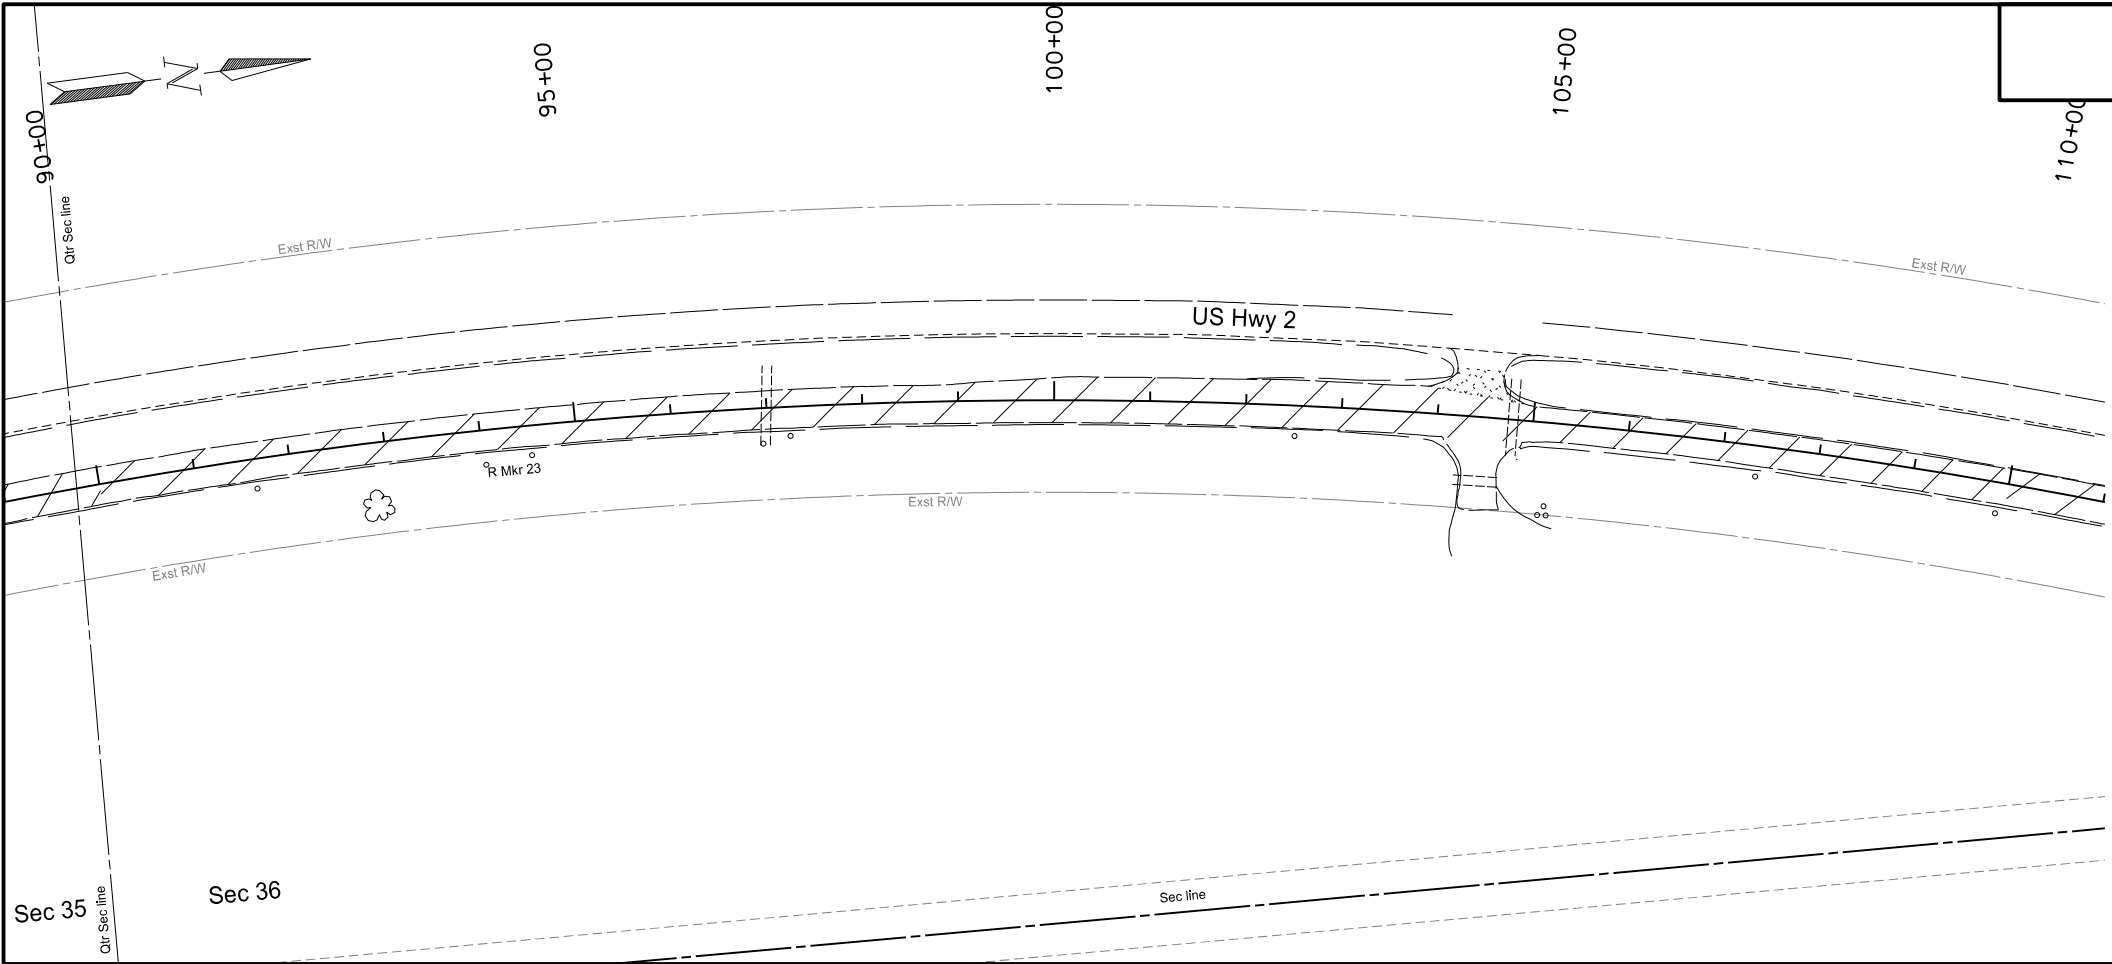 90+00
95+00
100+00
105+00
110+00
N
Qtr Sec line
Exst R/W
Exst R/W
US Hwy 2
R Mkr 23
Exst R/W
Exst R/W
Sec line
Sec 35
Sec 36
Qtr Sec line